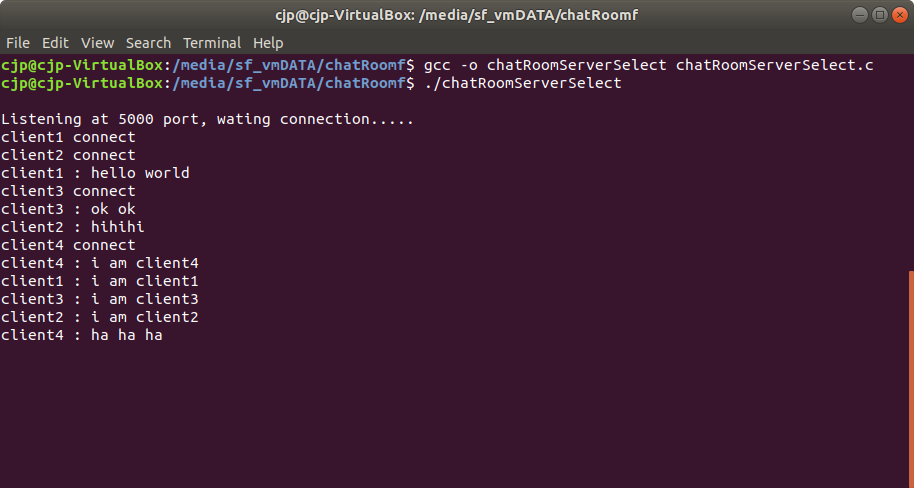 cjp@cjp-VirtualBox: /media/sf_vmDATA/chatRoomf
File Edit View Search Terminal Help
cjp@cjp-VirtualBox:/media/sf_vmDATA/chatRoomf$ gcc -o chatRoomServerSelect chatRoomServerSelect.c
cjp@cjp-VirtualBox:/media/sf_vmDATA/chatRoomf$ ./chatRoomServerSelect
Listening at 5000 port, wating connection.....
client1 connect
client2 connect
client1 : hello world
client3 connect
client3 : ok ok
client2 : hihihi
client4 connect
client4 : i am client4
client1 : i am client1
client3 : i am client3
client2 : i am client2
client4 : ha ha ha